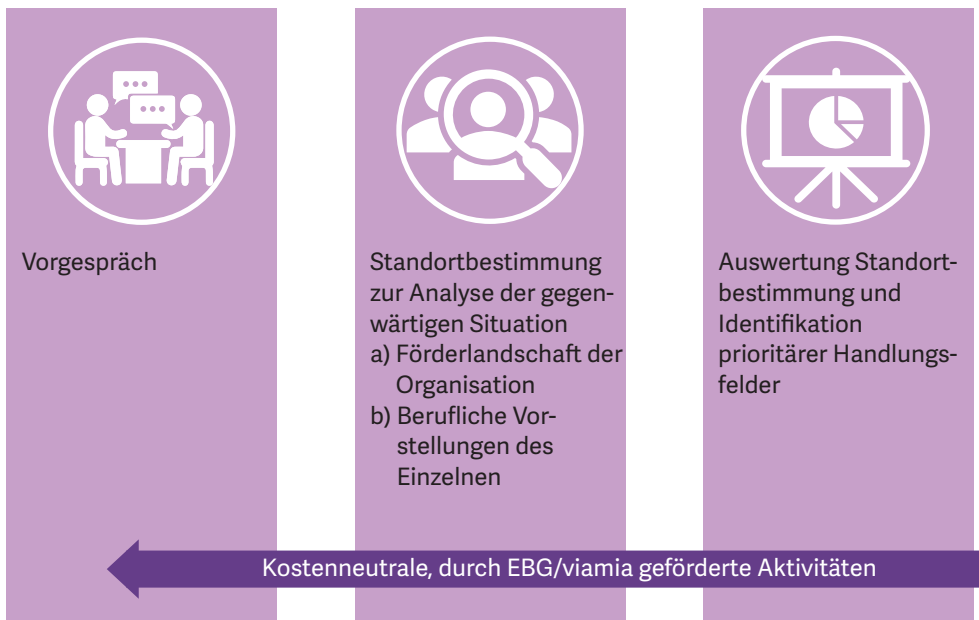 Vorgespräch
Standortbestimmung
zur Analyse der gegen-
wärtigen Situation
a) Förderlandschaft der
Organisation
b) Berufliche Vor-
stellungen des
Einzelnen
Auswertung Standort-
bestimmung und
Identifikation
prioritärer Handlungs-
felder
Kostenneutrale, durch EBG/viamia geförderte Aktivitäten